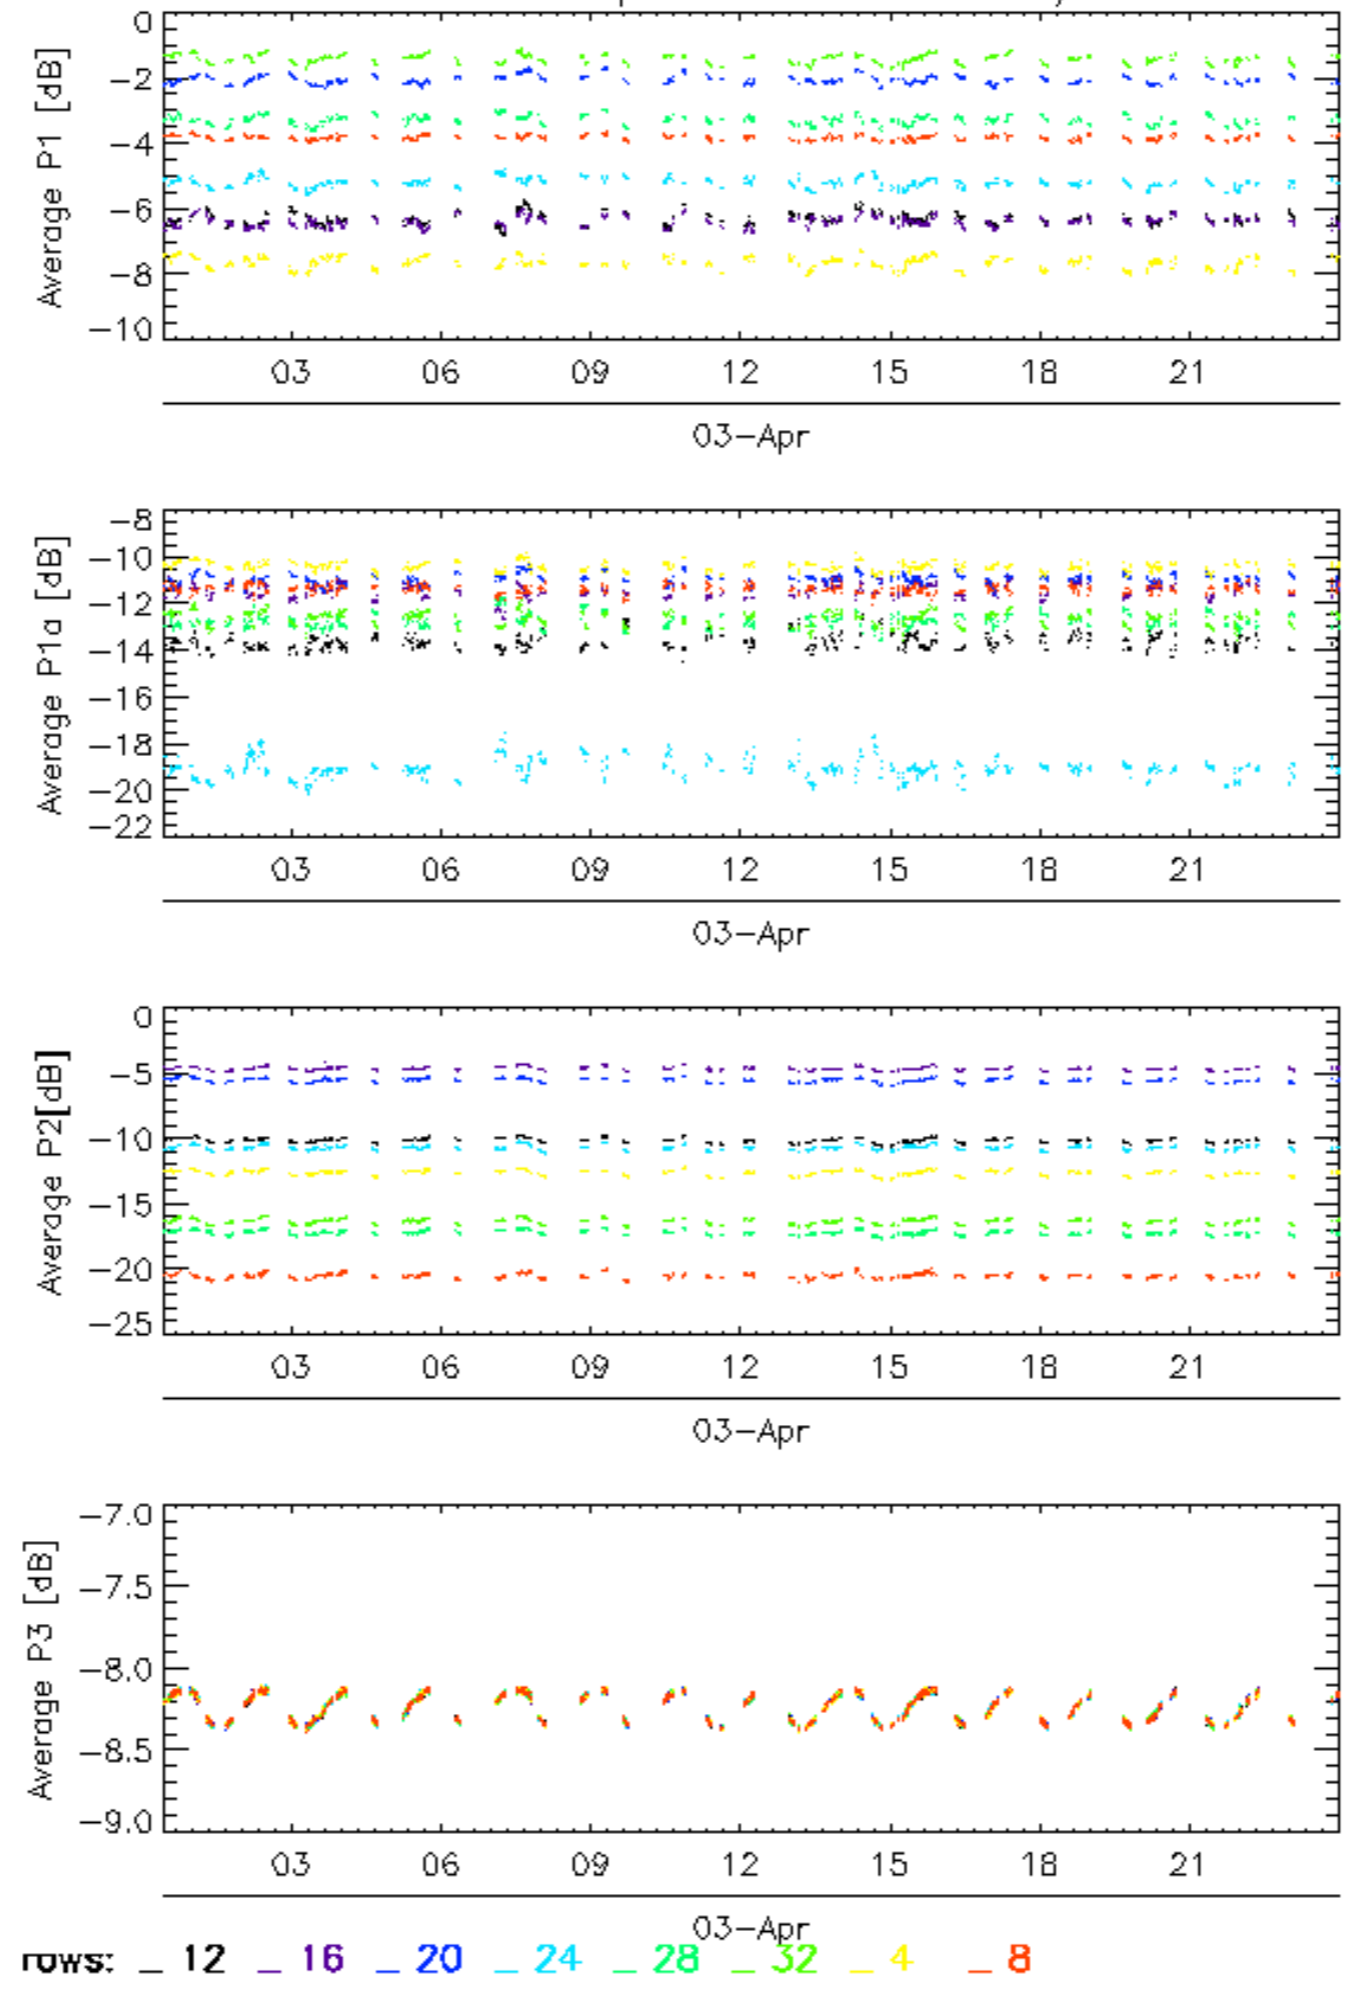 0
−2
−4
−6
−8
−10
Average P1 [dB]
03 06 09 12 15 18 21
03−Apr
−8
−10
−12
−14
−16
−18
−20
−22
Average P1a [dB]
03 06 09 12 15 18 21
03−Apr
0
−5
−10
−15
−20
−25
Average P2[dB]
03 06 09 12 15 18 21
03−Apr
−7.0
−7.5
−8.0
−8.5
−9.0
Average P3 [dB]
03 06 09 12 15 18 21
03−Apr
rows: _ 12 _ 16 _ 20 _ 24 _ 28 _ 32 _ 4 _ 8